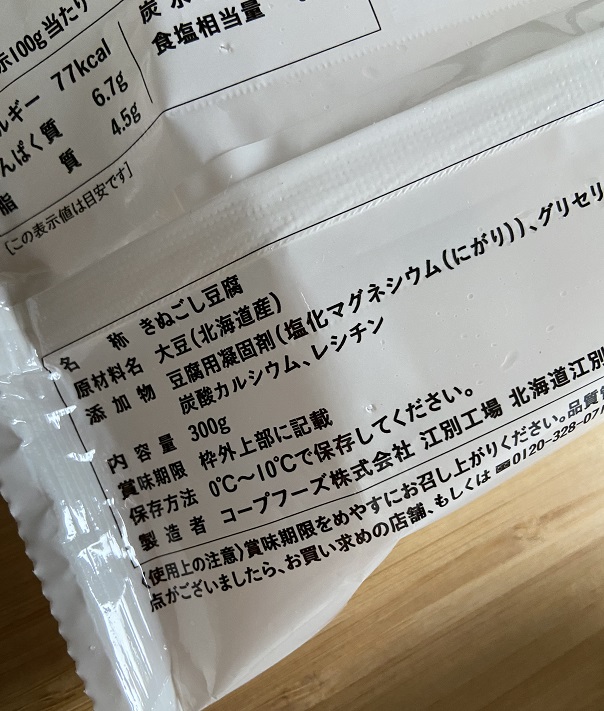 示100g当たり
ルギー 77kcal
んぱく質 6.7g
脂 質 4.5g
炭 水
食塩相当量
[この表示値は目安です]
名 称 きぬごし豆腐
原材料名 大豆(北海道産)
添加物 豆腐用凝固剤(塩化マグネシウム(にがり))、グリセリ
炭酸カルシウム、レシチン
内容量 300g
賞味期限 枠外上部に記載
保存方法 0℃〜10℃で保存してください。
製造者 コープフーズ株式会社 江別工場 北海道江別
〈使用上の注意〉賞味期限をめやすにお召し上がりください。品質
点がございましたら、お買い求めの店舗、もしくは 0120-328-07